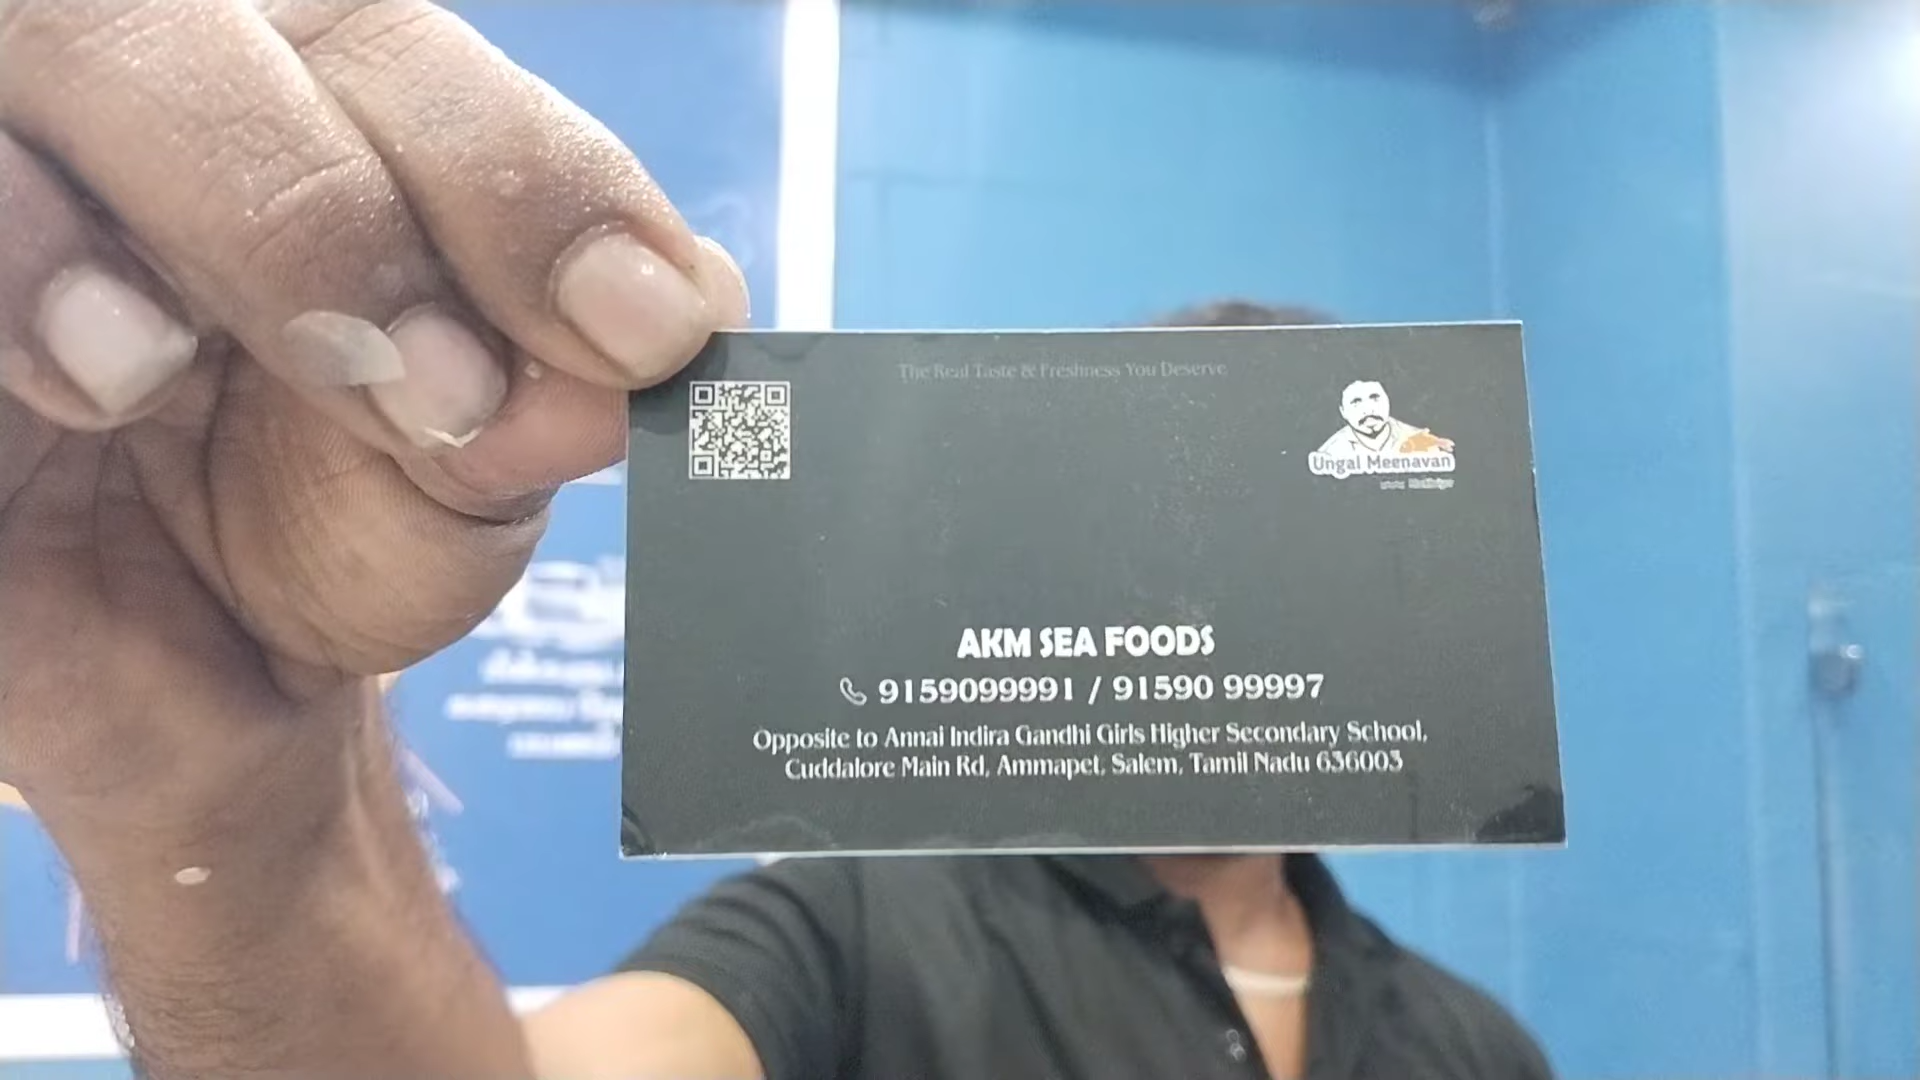 The Real Taste & Freshness You Deserve
Ungal Meenavan
AKM SEA FOODS
9159099991 / 91590 99997
Opposite to Annai Indira Gandhi Girls Higher Secondary School,
Cuddalore Main Rd, Ammapet, Salem, Tamil Nadu 636003